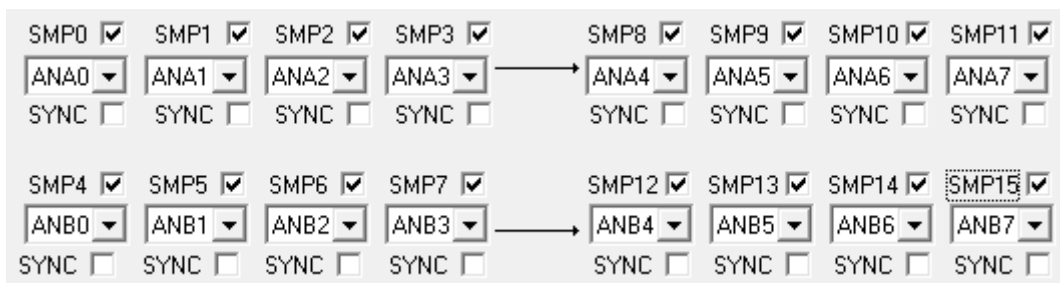 SMP0 SMP1 SMP2 SMP3 SMP8 SMP9 SMP10 SMP11
ANA0 ANA1 ANA2 ANA3 ANA4 ANA5 ANA6 ANA7
SYNC SYNC SYNC SYNC SYNC SYNC SYNC SYNC
SMP4 SMP5 SMP6 SMP7 SMP12 SMP13 SMP14 SMP15
ANB0 ANB1 ANB2 ANB3 ANB4 ANB5 ANB6 ANB7
SYNC SYNC SYNC SYNC SYNC SYNC SYNC SYNC